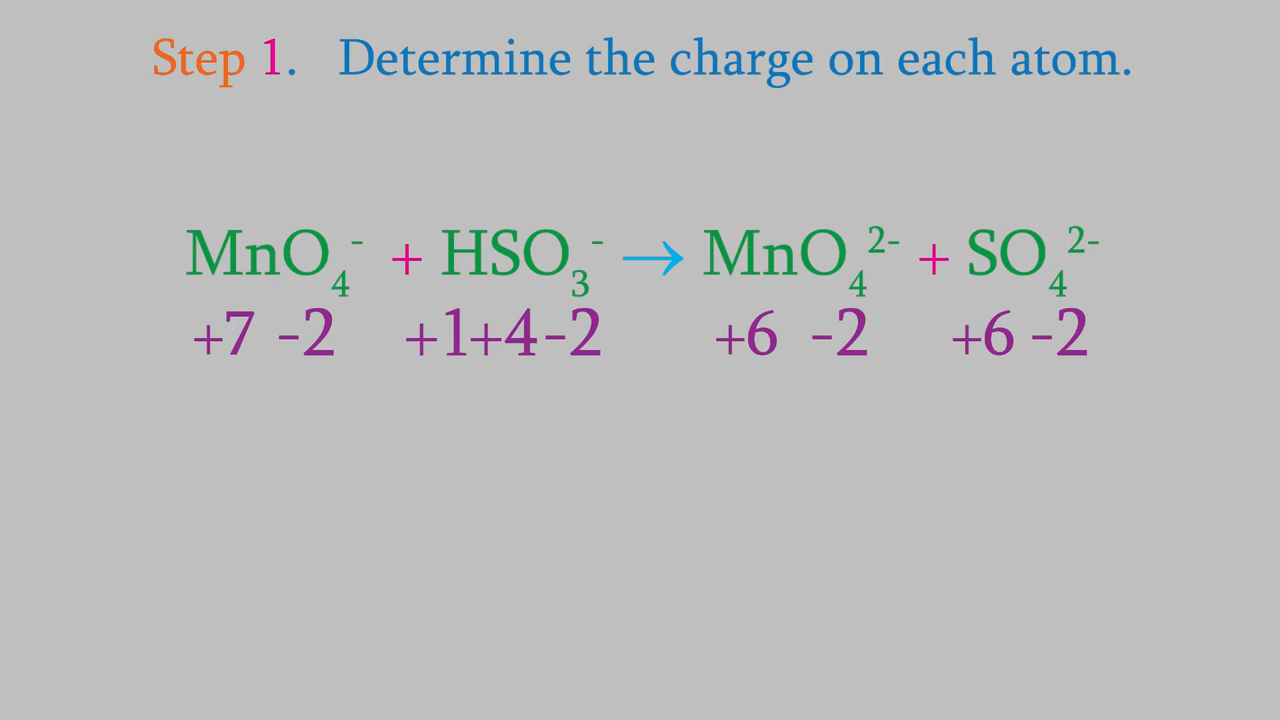 Step 1. Determine the charge on each atom.
MnO₄⁻ + HSO₃⁻ → MnO₄²⁻ + SO₄²⁻
+7 -2 +1+4-2 +6 -2 +6 -2